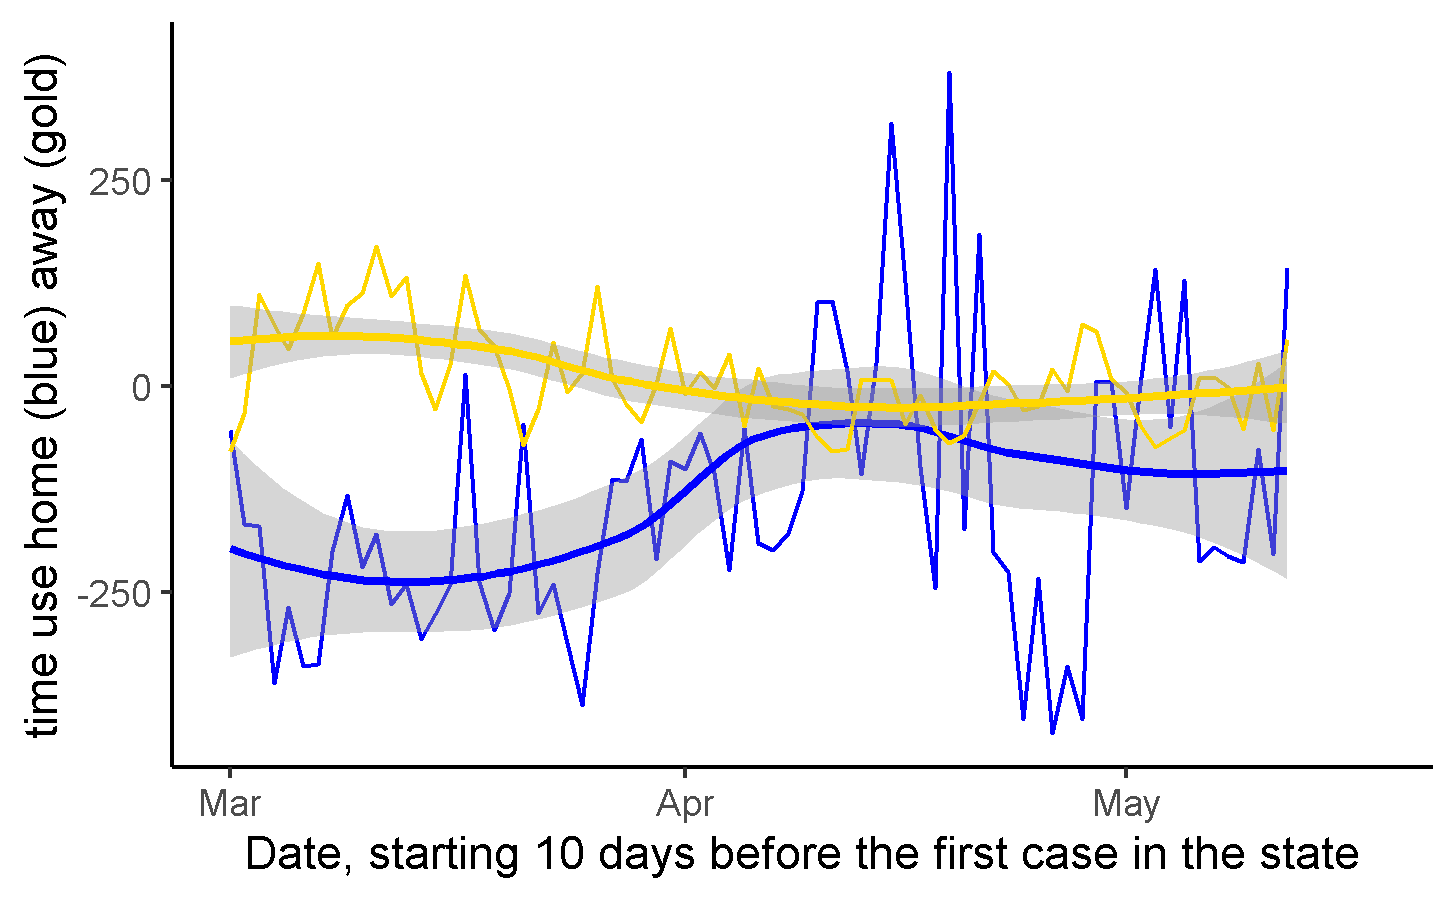 time use home (blue) away (gold)
250
0
-250
Mar
Apr
May
Date, starting 10 days before the first case in the state